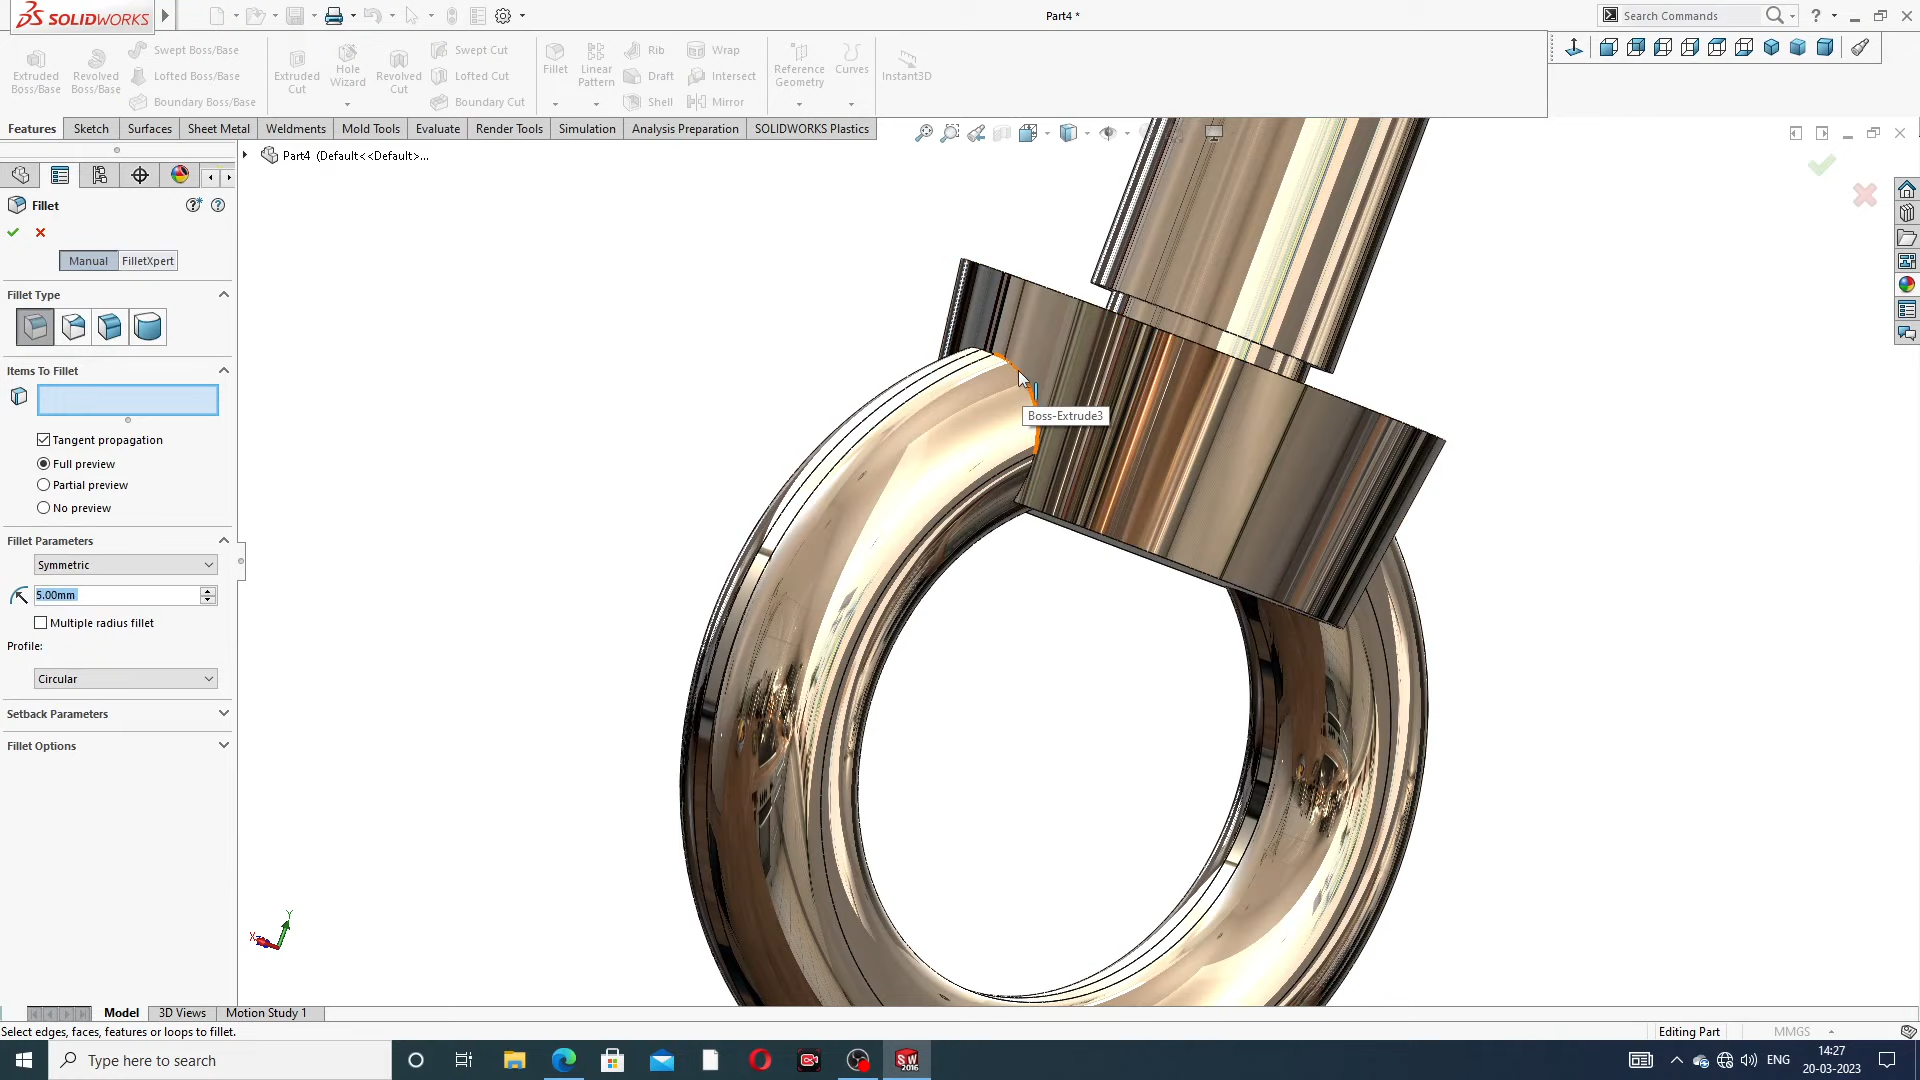 SOLIDWORKS
Part4 *
Search Commands
?
Extruded Boss/Base
Revolved Boss/Base
Swept Boss/Base
Lofted Boss/Base
Boundary Boss/Base
Extruded Cut
Hole Wizard
Revolved Cut
Swept Cut
Lofted Cut
Boundary Cut
Fillet
Linear Pattern
Rib
Draft
Shell
Wrap
Intersect
Mirror
Reference Geometry
Curves
Instant3D
Features
Sketch
Surfaces
Sheet Metal
Weldments
Mold Tools
Evaluate
Render Tools
Simulation
Analysis Preparation
SOLIDWORKS Plastics
Part4 (Default<<Default>...
Fillet
Manual
FilletXpert
Fillet Type
Items To Fillet
Tangent propagation
Full preview
Partial preview
No preview
Fillet Parameters
Symmetric
5.00mm
Multiple radius fillet
Profile:
Circular
Setback Parameters
Fillet Options
Boss-Extrude3
Y
X
Model
3D Views
Motion Study 1
Select edges, faces, features or loops to fillet.
Editing Part
MMGS
Type here to search
SW
2016
ENG
14:27
20-03-2023